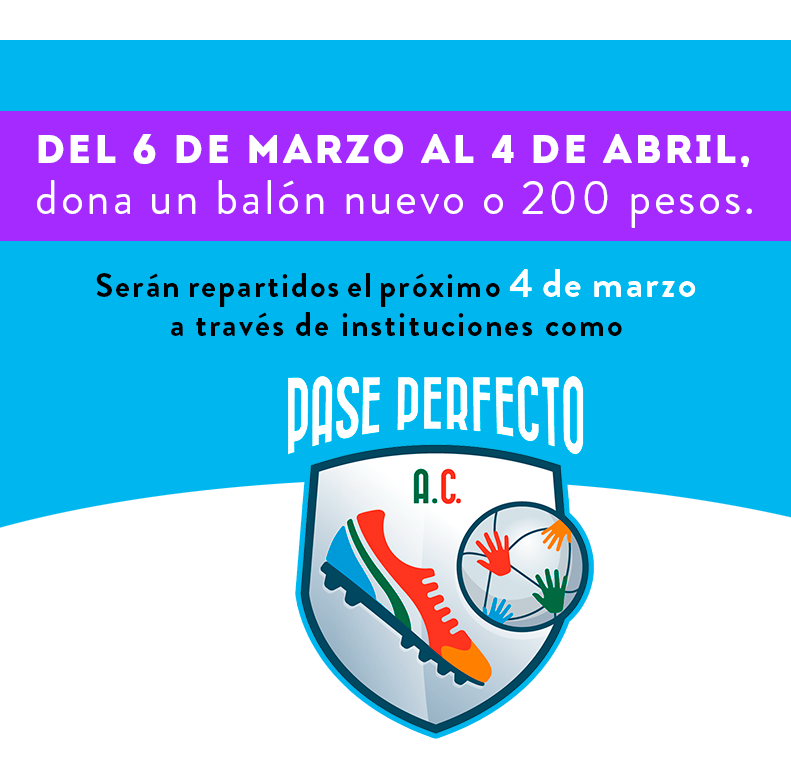 DEL 6 DE MARZO AL 4 DE ABRIL,
dona un balón nuevo o 200 pesos.
Serán repartidos el próximo 4 de marzo
a través de instituciones como
PASE PERFECTO
A.C.